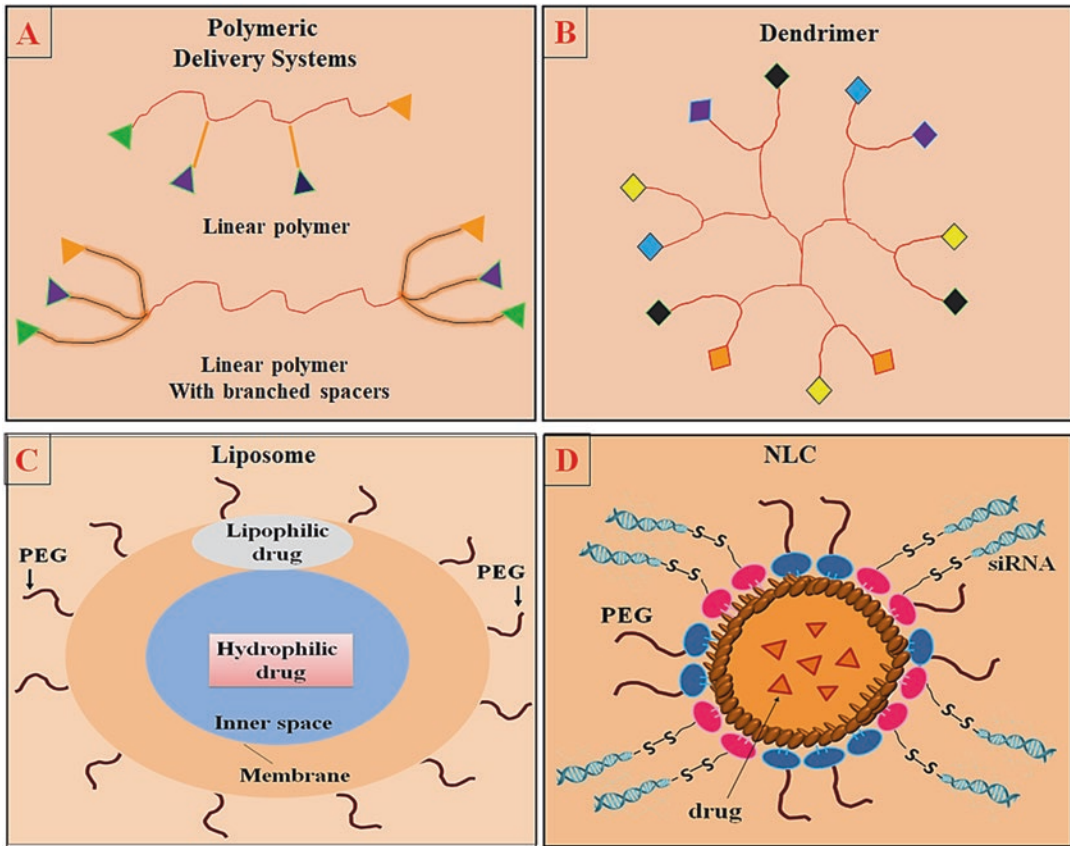 A
Polymeric
Delivery Systems
Linear polymer
Linear polymer
With branched spacers
B
Dendrimer
C
Liposome
Lipophilic
drug
PEG
PEG
Hydrophilic
drug
Inner space
Membrane
D
NLC
S-S
S-S
S-S
S-S
siRNA
PEG
S-S
S-S
S-S
S-S
drug